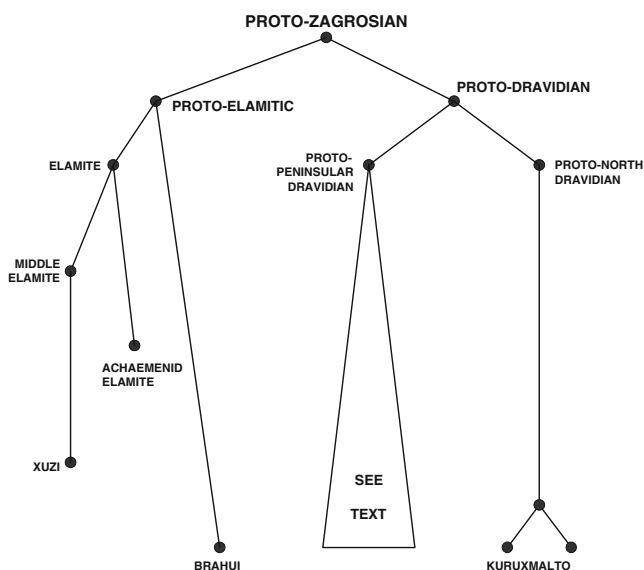 PROTO-ZAGROSIAN
PROTO-DRAVIDIAN
PROTO-ELAMITIC
ELAMITE
PROTO-
PENINSULAR
DRAVIDIAN
PROTO-NORTH
DRAVIDIAN
MIDDLE
ELAMITE
ACHAEMENID
ELAMITE
XUZI
SEE
TEXT
BRAHUI
KURUXMALTO